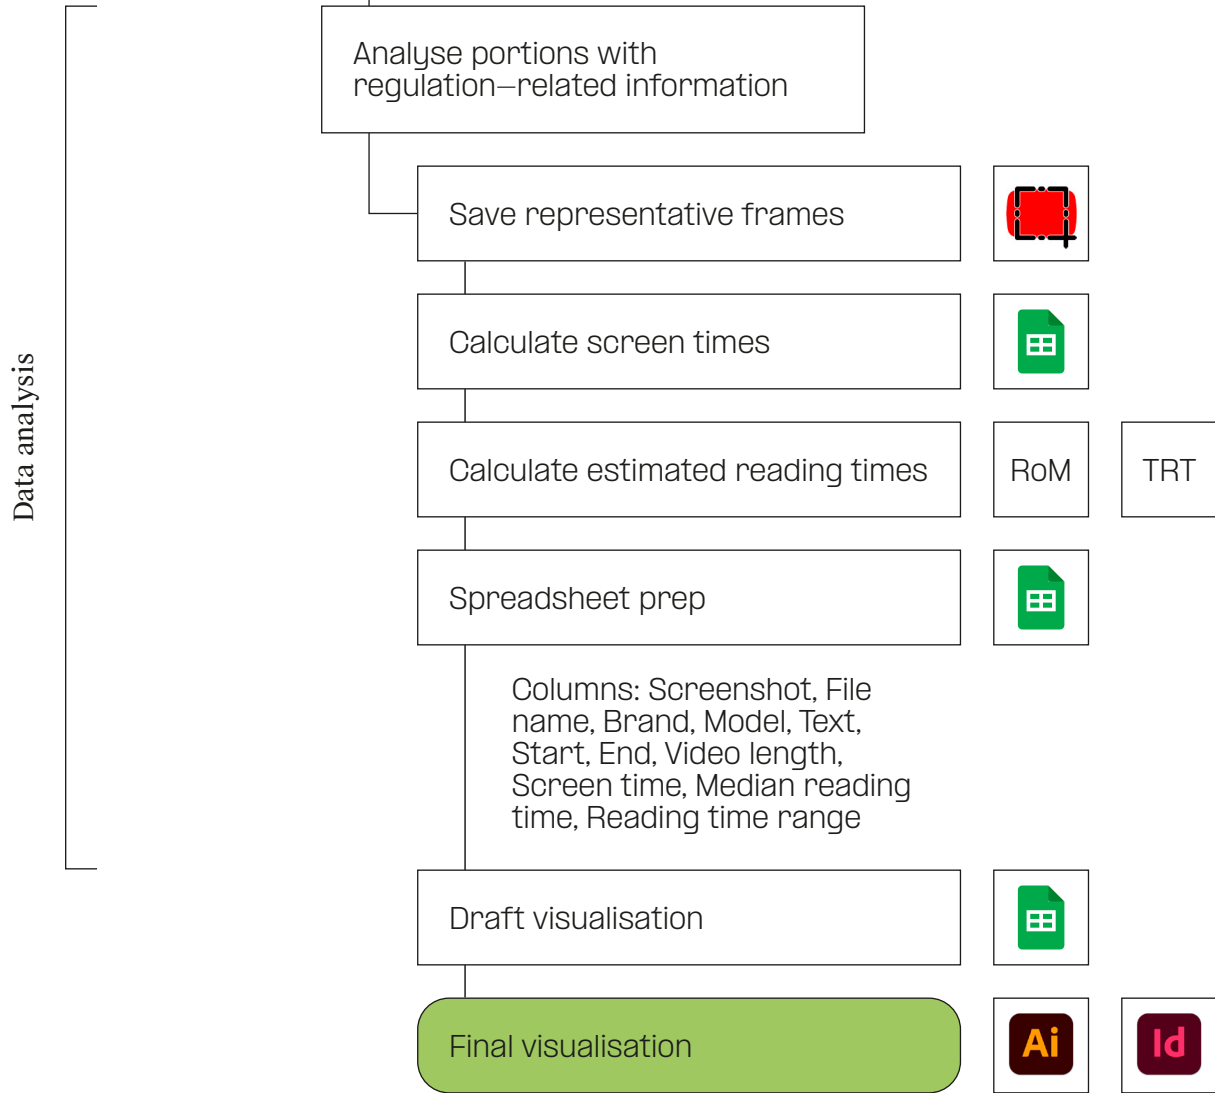 Analyse portions with
regulation—related information
Save representative frames
Calculate screen times
Data analysis
Calculate estimated reading times
RoM
TRT
Spreadsheet prep
Columns: Screenshot, File
name, Brand, Model, Text,
Start, End, Video length,
Screen time, Median reading
time, Reading time range
Draft visualisation
Final visualisation
Ai
Id